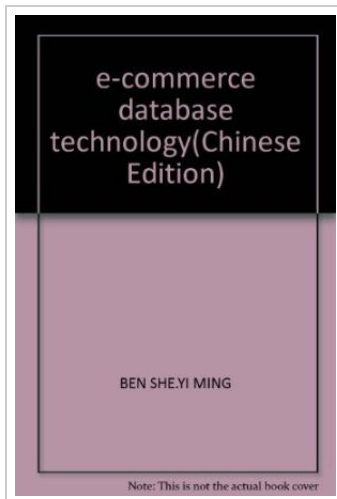 e-commerce
database
technology(Chinese
Edition)
BEN SHE.YI MING
Note: This is not the actual book cover